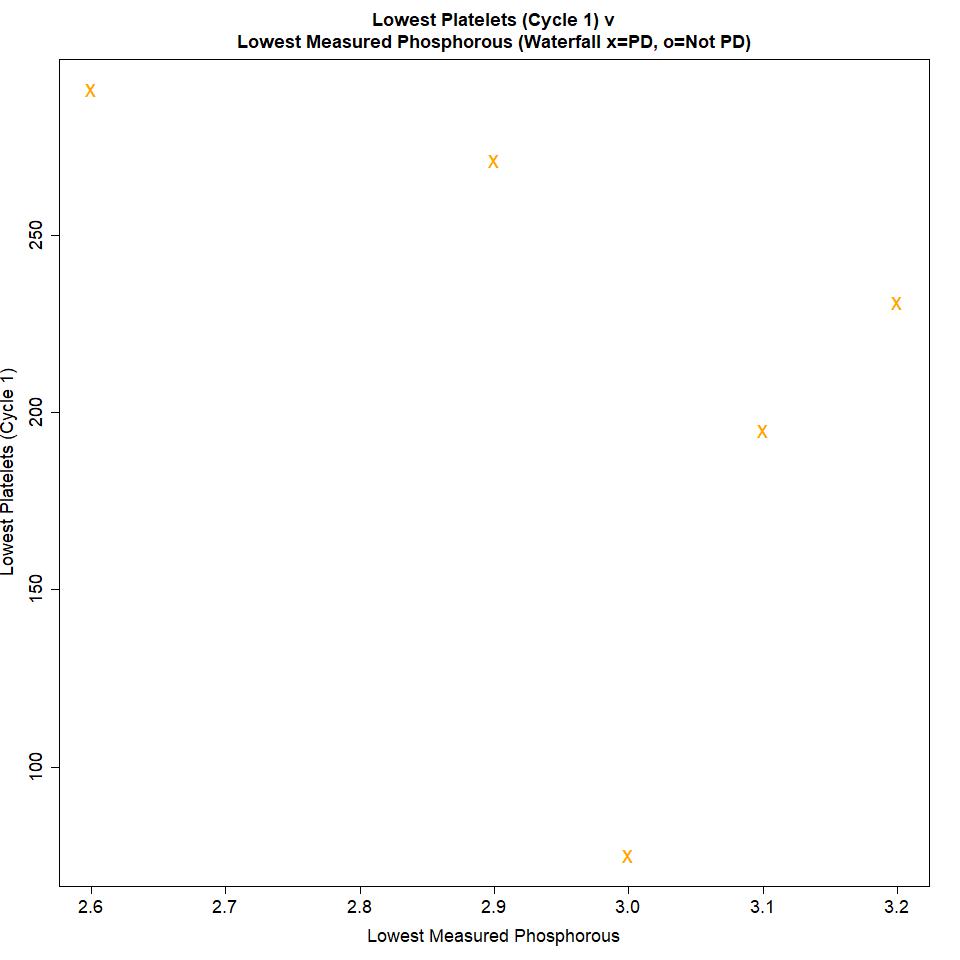 Lowest Platelets (Cycle 1) v
Lowest Measured Phosphorous (Waterfall x=PD, o=Not PD)
X
X
250
X
Lowest Platelets (Cycle 1)
200
X
150
100
X
2.6 2.7 2.8 2.9 3.0 3.1 3.2
Lowest Measured Phosphorous